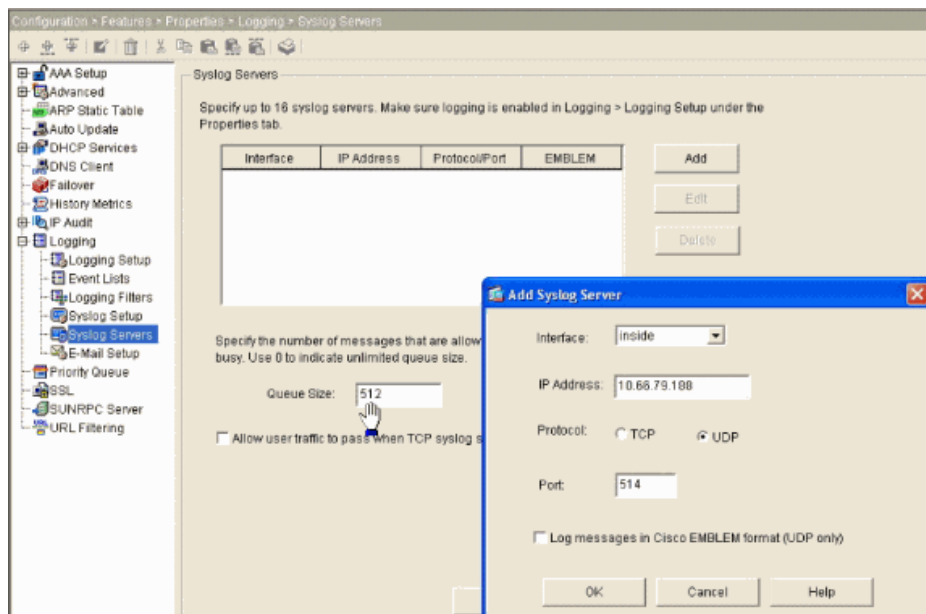 Configuration > Features > Properties > Logging > Syslog Servers
AAA Setup
Advanced
ARP Static Table
Auto Update
DHCP Services
DNS Client
Failover
History Metrics
IP Audit
Logging
Logging Setup
Event Lists
Logging Filters
Syslog Setup
Syslog Servers
E-Mail Setup
Priority Queue
SSL
SUNRPC Server
URL Filtering
Syslog Servers
Specify up to 16 syslog servers. Make sure logging is enabled in Logging > Logging Setup under the
Properties tab.
Interface IP Address Protocol/Port EMBLEM
Add
Edit
Delete
Specify the number of messages that are allow
busy. Use 0 to indicate unlimited queue size.
Queue Size: 512
Allow user traffic to pass when TCP syslog s
Add Syslog Server
Interface: inside
IP Address: 10.66.79.188
Protocol: TCP UDP
Port: 514
Log messages in Cisco EMBLEM format (UDP only)
OK Cancel Help